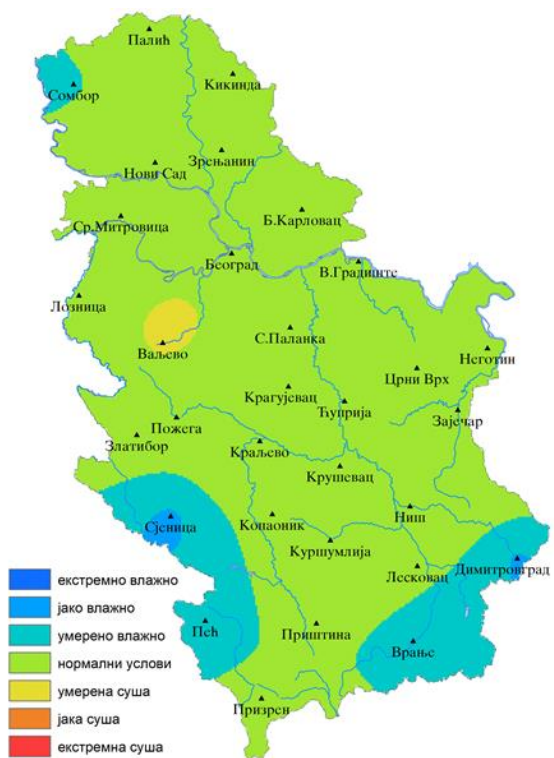 Палић
Кикинда
Сомбор
Зрењанин
Нови Сад
Б.Карловац
Ср.Митровица
Београд
В.Градиште
Лозница
С.Паланка
Ваљево
Неготин
Црни Врх
Крагујевац
Ћуприја
Зајечар
Пожега
Златибор
Краљево
Крушевац
Сјеница
Копаоник
Ниш
Куршумлија
Димитровград
Лесковац
Пећ
Приштина
Врање
Призрен
екстремно влажно
јако влажно
умерено влажно
нормални услови
умерена суша
јака суша
екстремна суша